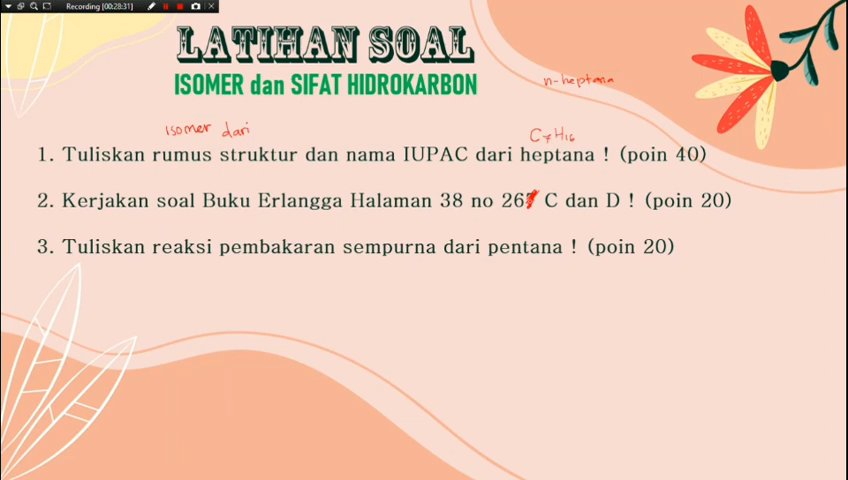 Recording [00:28:31]
LATIHAN SOAL
ISOMER dan SIFAT HIDROKARBON
n-heptana
Isomer dari
C7H16
1. Tuliskan rumus struktur dan nama IUPAC dari heptana ! (poin 40)
2. Kerjakan soal Buku Erlangga Halaman 38 no 26 C dan D ! (poin 20)
3. Tuliskan reaksi pembakaran sempurna dari pentana ! (poin 20)